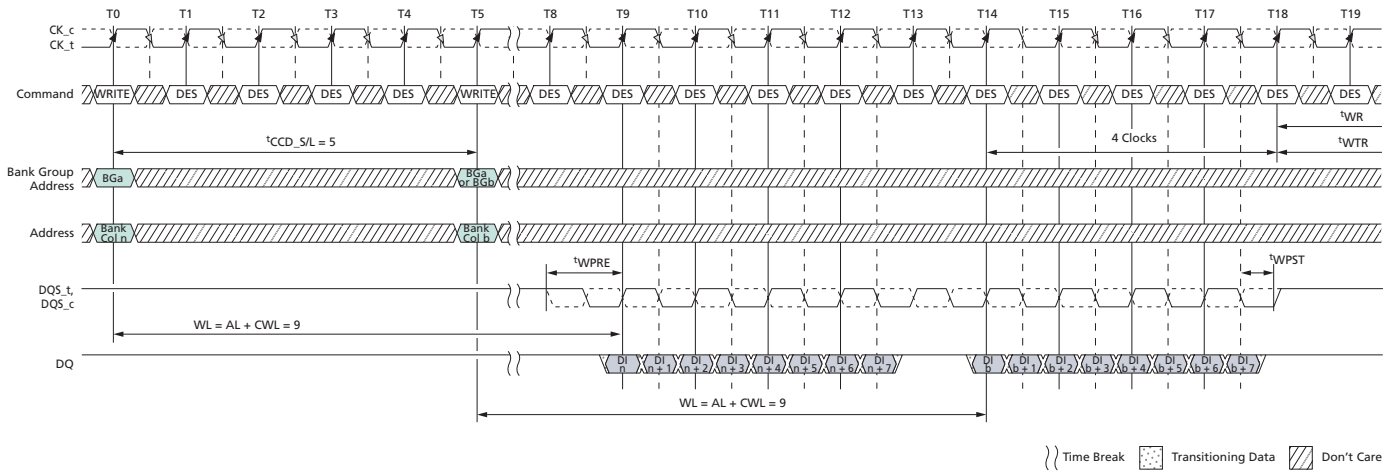 T0 T1 T2 T3 T4 T5 T8 T9 T10 T11 T12 T13 T14 T15 T16 T17 T18 T19
CK_c
CK_t
Command WRITE DES DES DES DES WRITE DES DES DES DES DES DES DES DES DES DES DES DES
tWR
tCCD_S/L = 5 4 Clocks tWTR
Bank Group Address BGa BGa or BGb
Address Bank Col n Bank Col b
tWPRE tWPST
DQS_t,
DQS_c
WL = AL + CWL = 9
DQ DI n DI n + 1 DI n + 2 DI n + 3 DI n + 4 DI n + 5 DI n + 6 DI n + 7 DI b DI b + 1 DI b + 2 DI b + 3 DI b + 4 DI b + 5 DI b + 6 DI b + 7
WL = AL + CWL = 9
Time Break Transitioning Data Don't Care